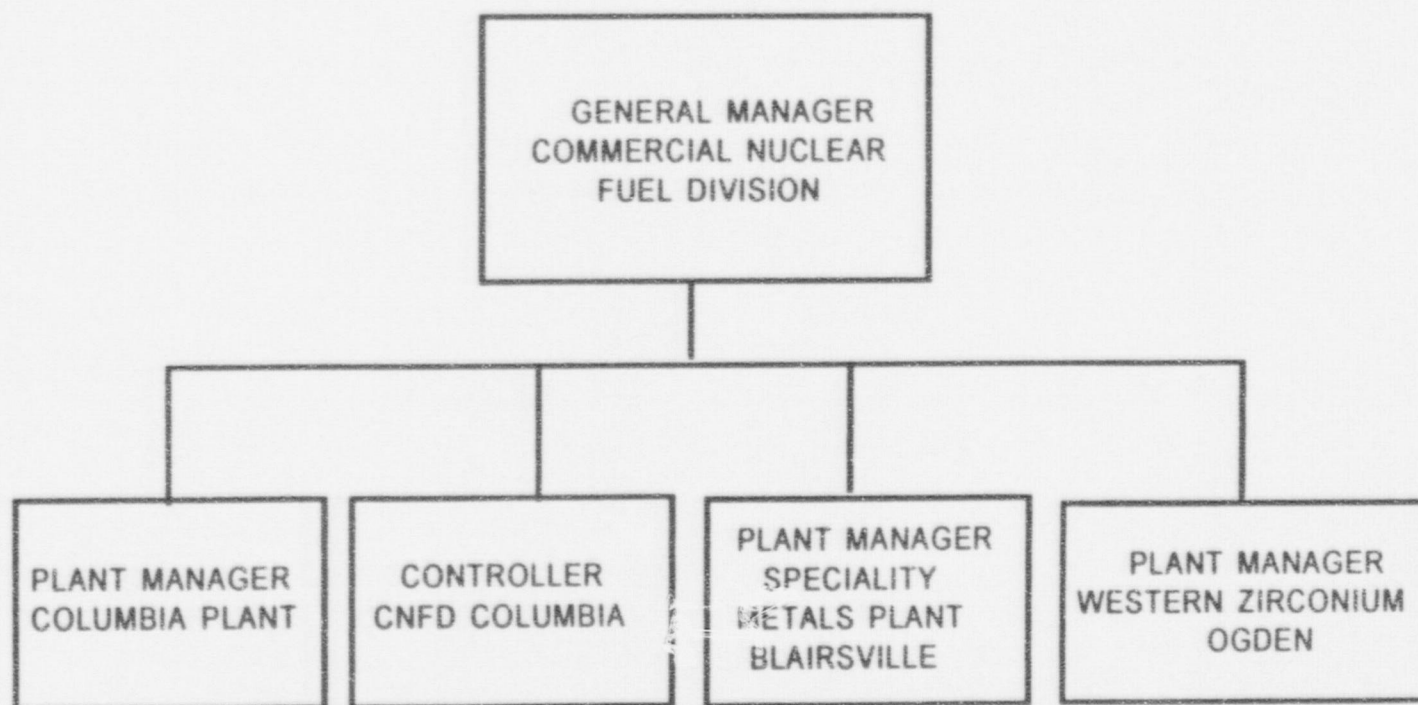 GENERAL MANAGER
COMMERCIAL NUCLEAR
FUEL DIVISION
PLANT MANAGER
COLUMBIA PLANT
CONTROLLER
CNFD COLUMBIA
PLANT MANAGER
SPECIALITY
METALS PLANT
BLAIRSVILLE
PLANT MANAGER
WESTERN ZIRCONIUM
OGDEN